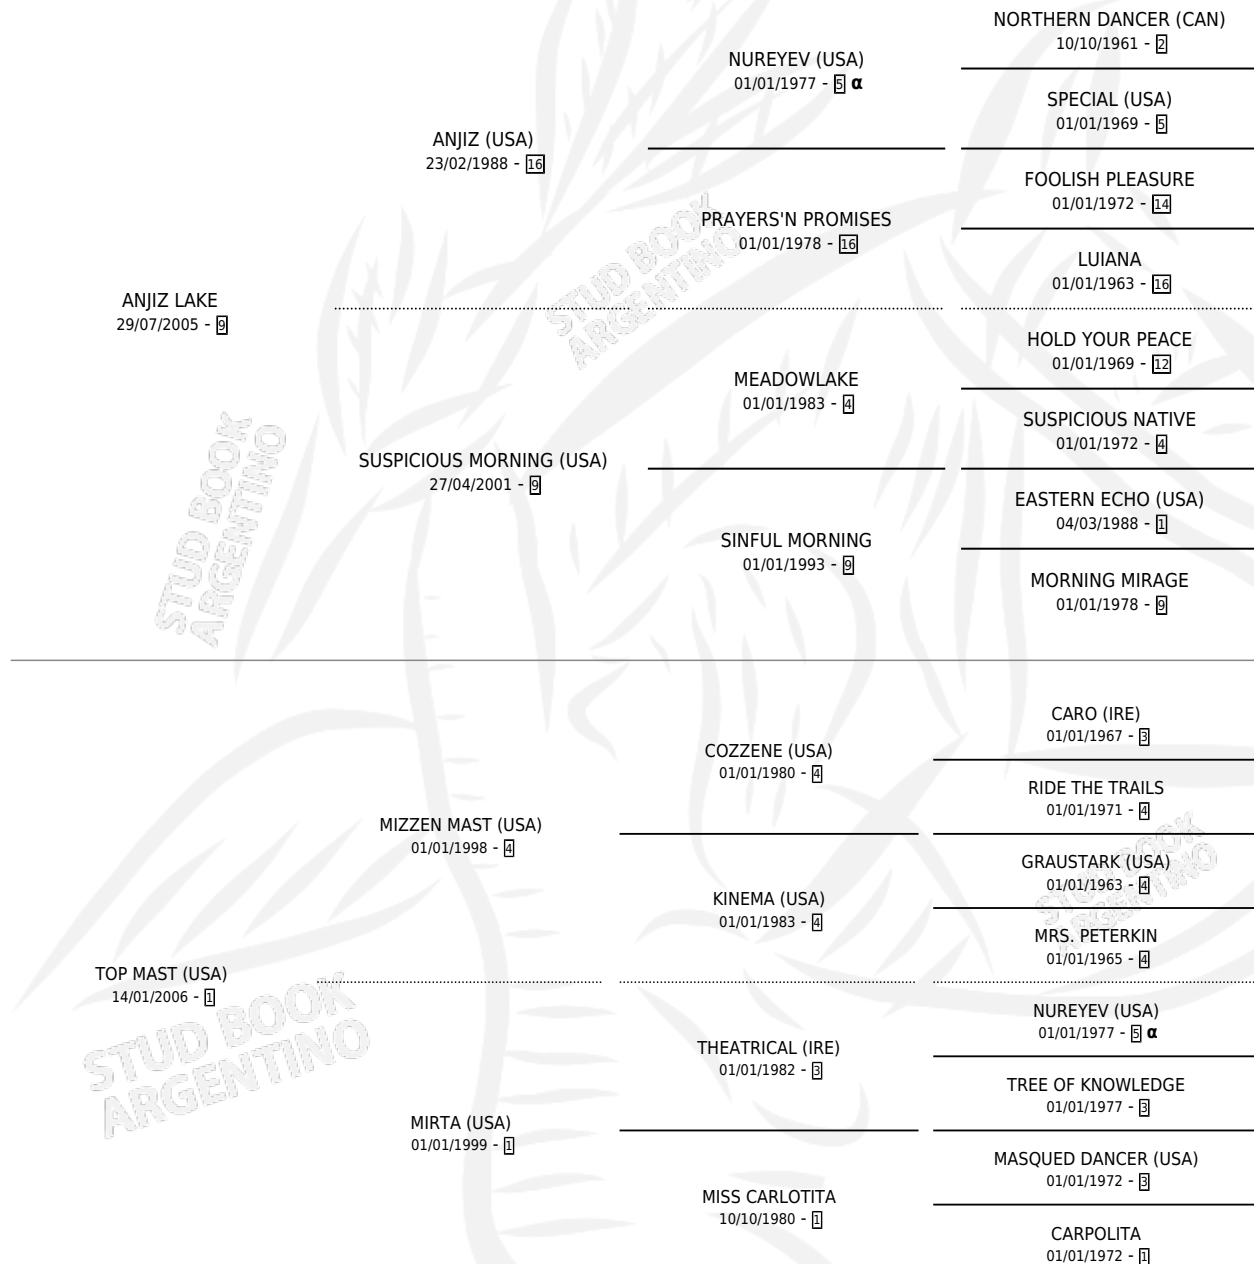 NORTHERN DANCER (CAN)
10/10/1961 - 2
NUREYEV (USA)
01/01/1977 - 5 α
SPECIAL (USA)
01/01/1969 - 5
ANJIZ (USA)
23/02/1988 - 16
FOOLISH PLEASURE
01/01/1972 - 14
PRAYERS'N PROMISES
01/01/1978 - 16
LUIANA
01/01/1963 - 16
ANJIZ LAKE
29/07/2005 - 9
STUD BOOK
ARGENTINO
HOLD YOUR PEACE
01/01/1969 - 12
MEADOWLAKE
01/01/1983 - 4
SUSPICIOUS NATIVE
01/01/1972 - 4
SUSPICIOUS MORNING (USA)
27/04/2001 - 9
EASTERN ECHO (USA)
04/03/1988 - 1
SINFUL MORNING
01/01/1993 - 9
MORNING MIRAGE
01/01/1978 - 9
STUD BOOK
ARGENTINO
CARO (IRE)
01/01/1967 - 3
COZZENE (USA)
01/01/1980 - 4
RIDE THE TRAILS
01/01/1971 - 4
MIZZEN MAST (USA)
01/01/1998 - 4
GRAUSTARK (USA)
01/01/1963 - 4
KINEMA (USA)
01/01/1983 - 4
MRS. PETERKIN
01/01/1965 - 4
STUD BOOK
ARGENTINO
TOP MAST (USA)
14/01/2006 - 1
NUREYEV (USA)
01/01/1977 - 5 α
THEATRICAL (IRE)
01/01/1982 - 3
TREE OF KNOWLEDGE
01/01/1977 - 3
STUD BOOK
ARGENTINO
MIRTA (USA)
01/01/1999 - 1
MASQUED DANCER (USA)
01/01/1972 - 3
MISS CARLOTITA
10/10/1980 - 1
CARPOLITA
01/01/1972 - 1